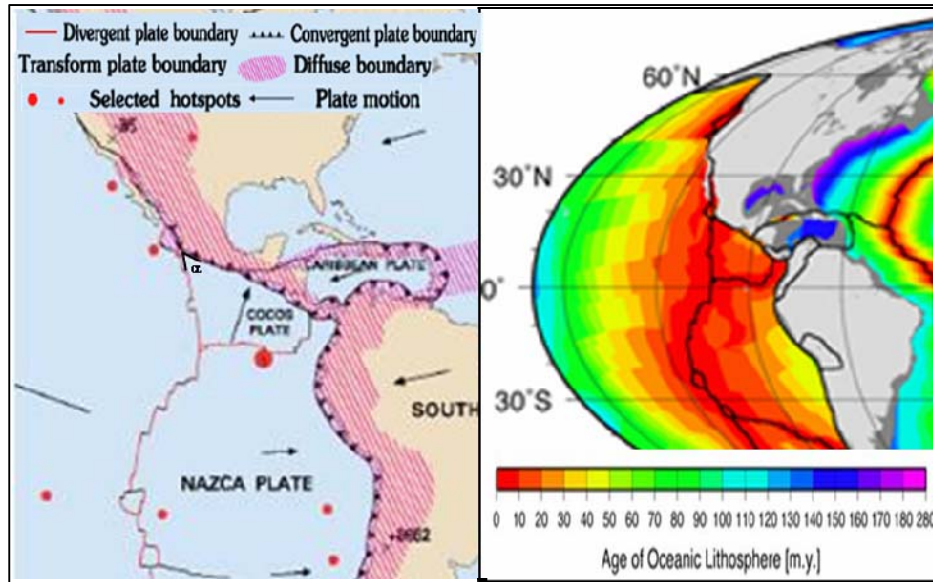 Divergent plate boundary Convergent plate boundary
Transform plate boundary Diffuse boundary
Selected hotspots Plate motion
α
CARIBBEAN PLATE
COCOS
PLATE
SOUTH
NAZCA PLATE
60°N
30°N
0°
30°S
0 10 20 30 40 50 60 70 80 90 100 110 120 130 140 150 160 170 180 280
Age of Oceanic Lithosphere [m.y.]